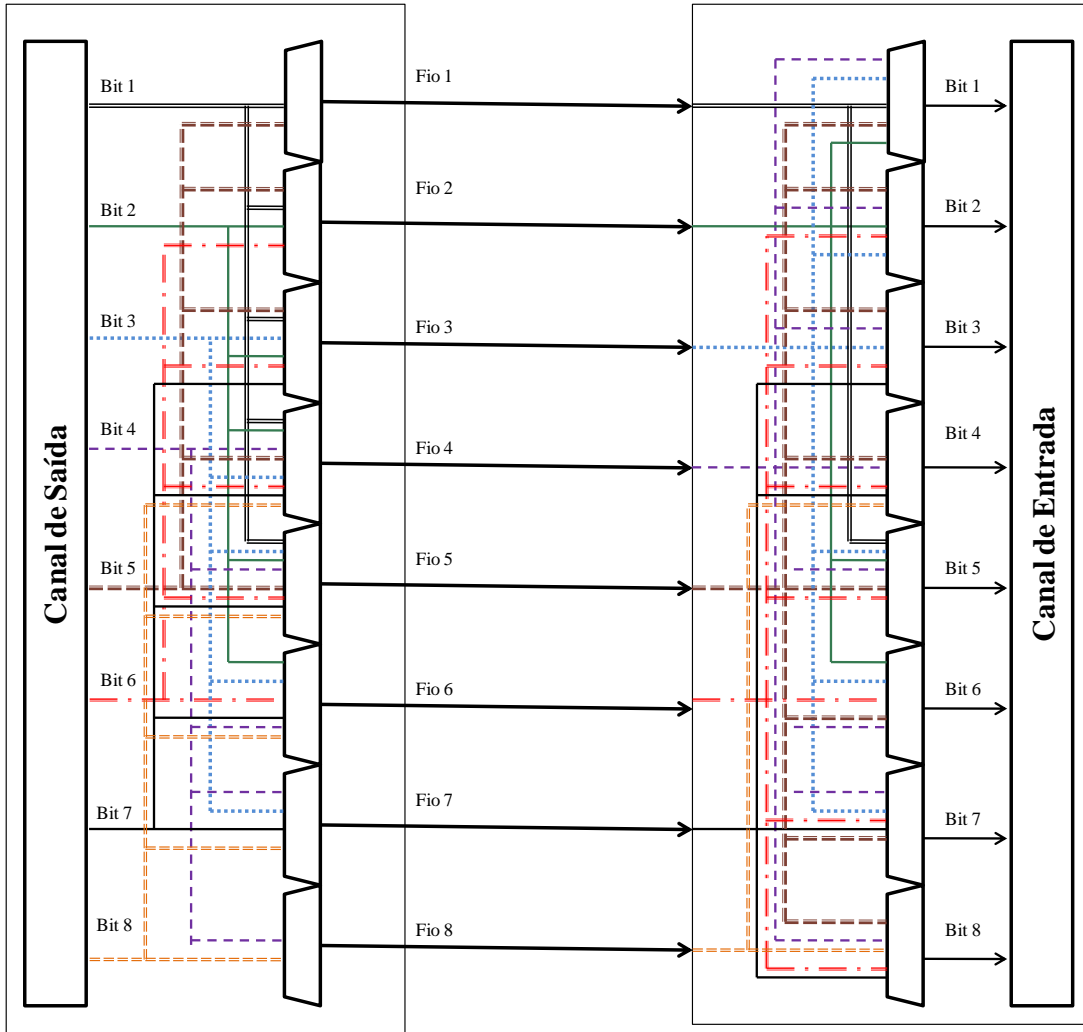 Canal de Saída
Bit 1
Fio 1
Bit 1
Bit 2
Fio 2
Bit 2
Bit 3
Fio 3
Bit 3
Bit 4
Fio 4
Bit 4
Bit 5
Fio 5
Bit 5
Bit 6
Fio 6
Bit 6
Bit 7
Fio 7
Bit 7
Bit 8
Fio 8
Bit 8
Canal de Entrada